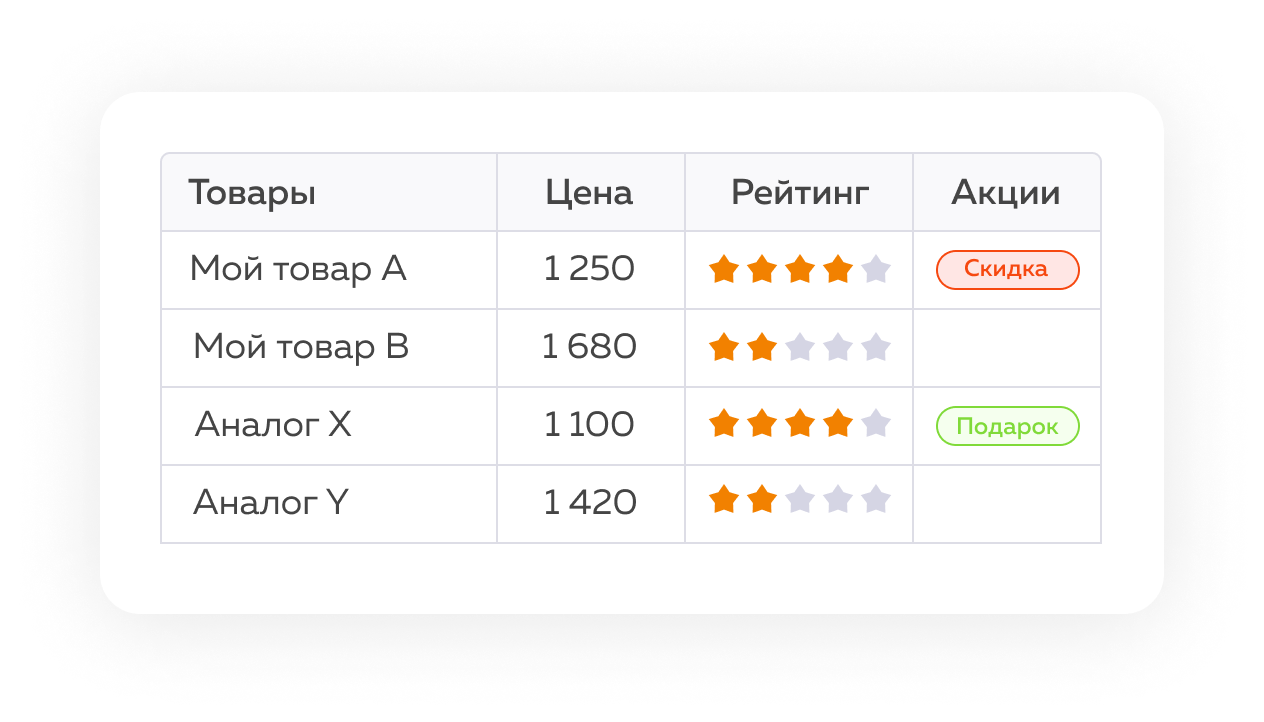 Товары Цена Рейтинг Акции
Мой товар A 1 250 Скидка
Мой товар B 1 680
Аналог X 1 100 Подарок
Аналог Y 1 420